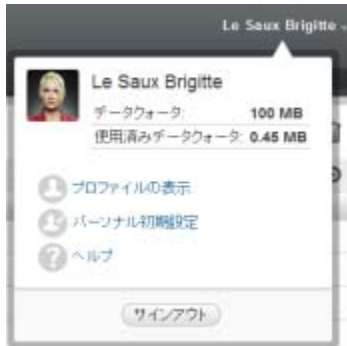 Le Saux Brigitte
Le Saux Brigitte
データクォータ: 100 MB
使用済みデータクォータ: 0.45 MB
プロファイルの表示
パーソナル初期設定
ヘルプ
サインアウト